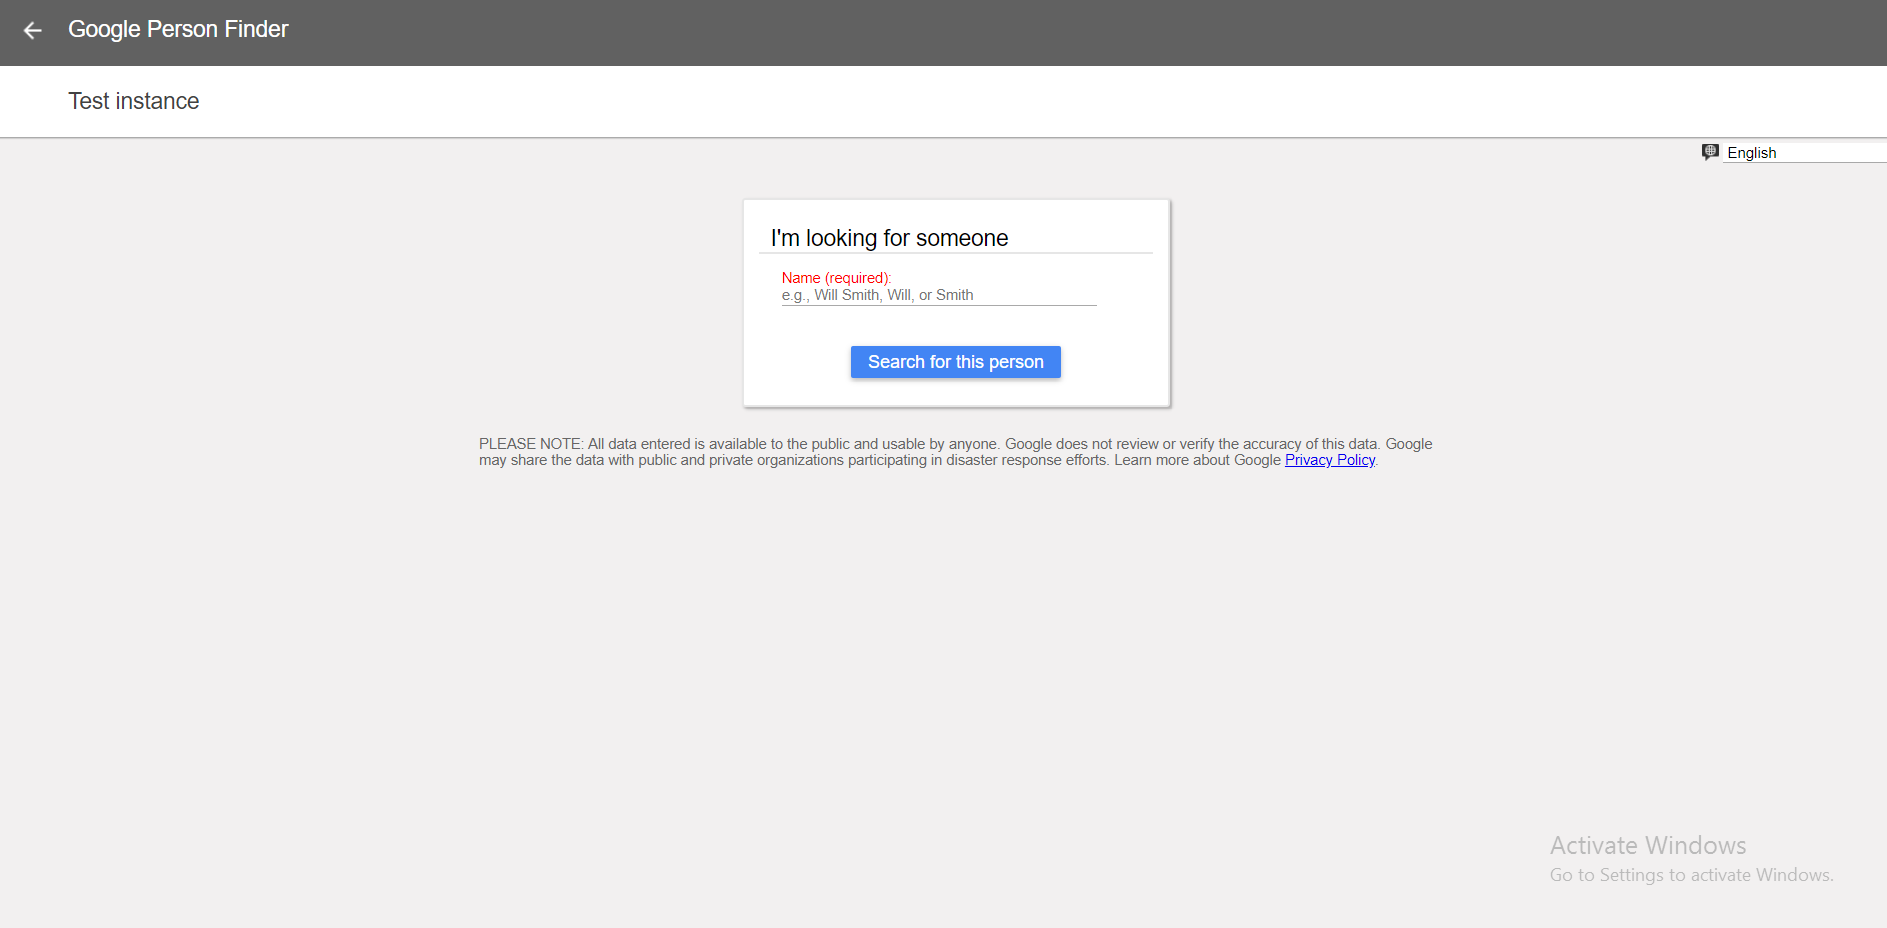 Google Person Finder
Test instance
English
I'm looking for someone
Name (required):
e.g., Will Smith, Will, or Smith
Search for this person
PLEASE NOTE: All data entered is available to the public and usable by anyone. Google does not review or verify the accuracy of this data. Google
may share the data with public and private organizations participating in disaster response efforts. Learn more about Google Privacy Policy.
Activate Windows
Go to Settings to activate Windows.